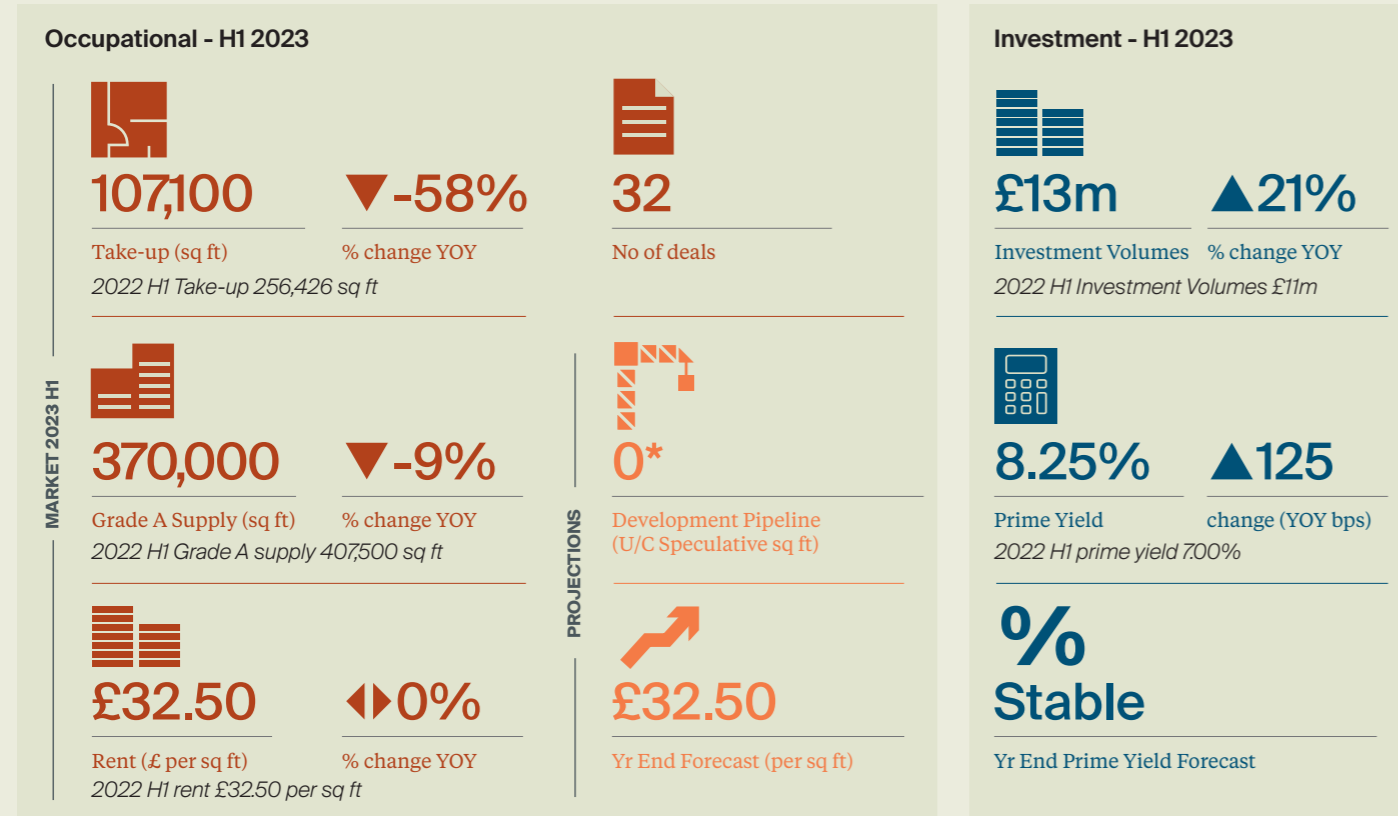 Occupational - H1 2023
MARKET 2023 H1
107,100
▼-58%
Take-up (sq ft)
% change YOY
2022 H1 Take-up 256,426 sq ft
32
No of deals
370,000
▼-9%
Grade A Supply (sq ft)
% change YOY
2022 H1 Grade A supply 407,500 sq ft
£32.50
0%
Rent (£ per sq ft)
% change YOY
2022 H1 rent £32.50 per sq ft
PROJECTIONS
0*
Development Pipeline
(U/C Speculative sq ft)
£32.50
Yr End Forecast (per sq ft)
Investment - H1 2023
£13m
▲21%
Investment Volumes
% change YOY
2022 H1 Investment Volumes £11m
8.25%
▲125
Prime Yield
change (YOY bps)
2022 H1 prime yield 7.00%
%
Stable
Yr End Prime Yield Forecast